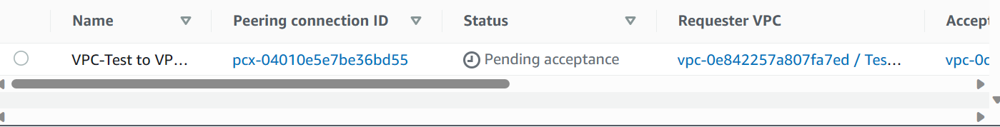 Name Peering connection ID Status Requester VPC Accept
VPC-Test to VP... pcx-04010e5e7be36bd55 Pending acceptance vpc-0e842257a807fa7ed / Tes... vpc-0c